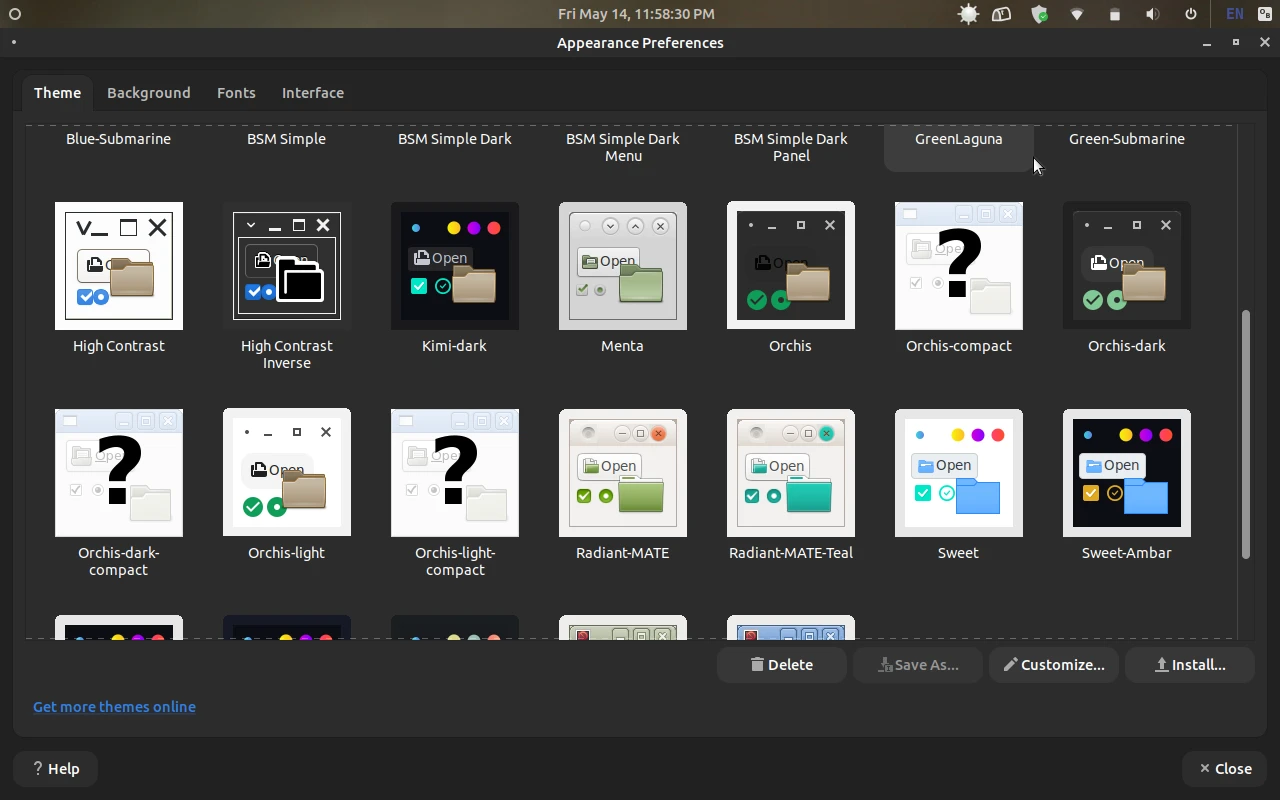 Fri May 14, 11:58:30 PM
EN
Appearance Preferences
Theme
Background
Fonts
Interface
Blue-Submarine
BSM Simple
BSM Simple Dark
BSM Simple Dark
Menu
BSM Simple Dark
Panel
GreenLaguna
Green-Submarine
Open
Open
Open
Open
Open
Open
High Contrast
High Contrast
Inverse
Kimi-dark
Menta
Orchis
Orchis-compact
Orchis-dark
Open
Open
Open
Open
Open
Open
Open
Orchis-dark-
compact
Orchis-light
Orchis-light-
compact
Radiant-MATE
Radiant-MATE-Teal
Sweet
Sweet-Ambar
Delete
Save As...
Customize...
Install...
Get more themes online
? Help
Close